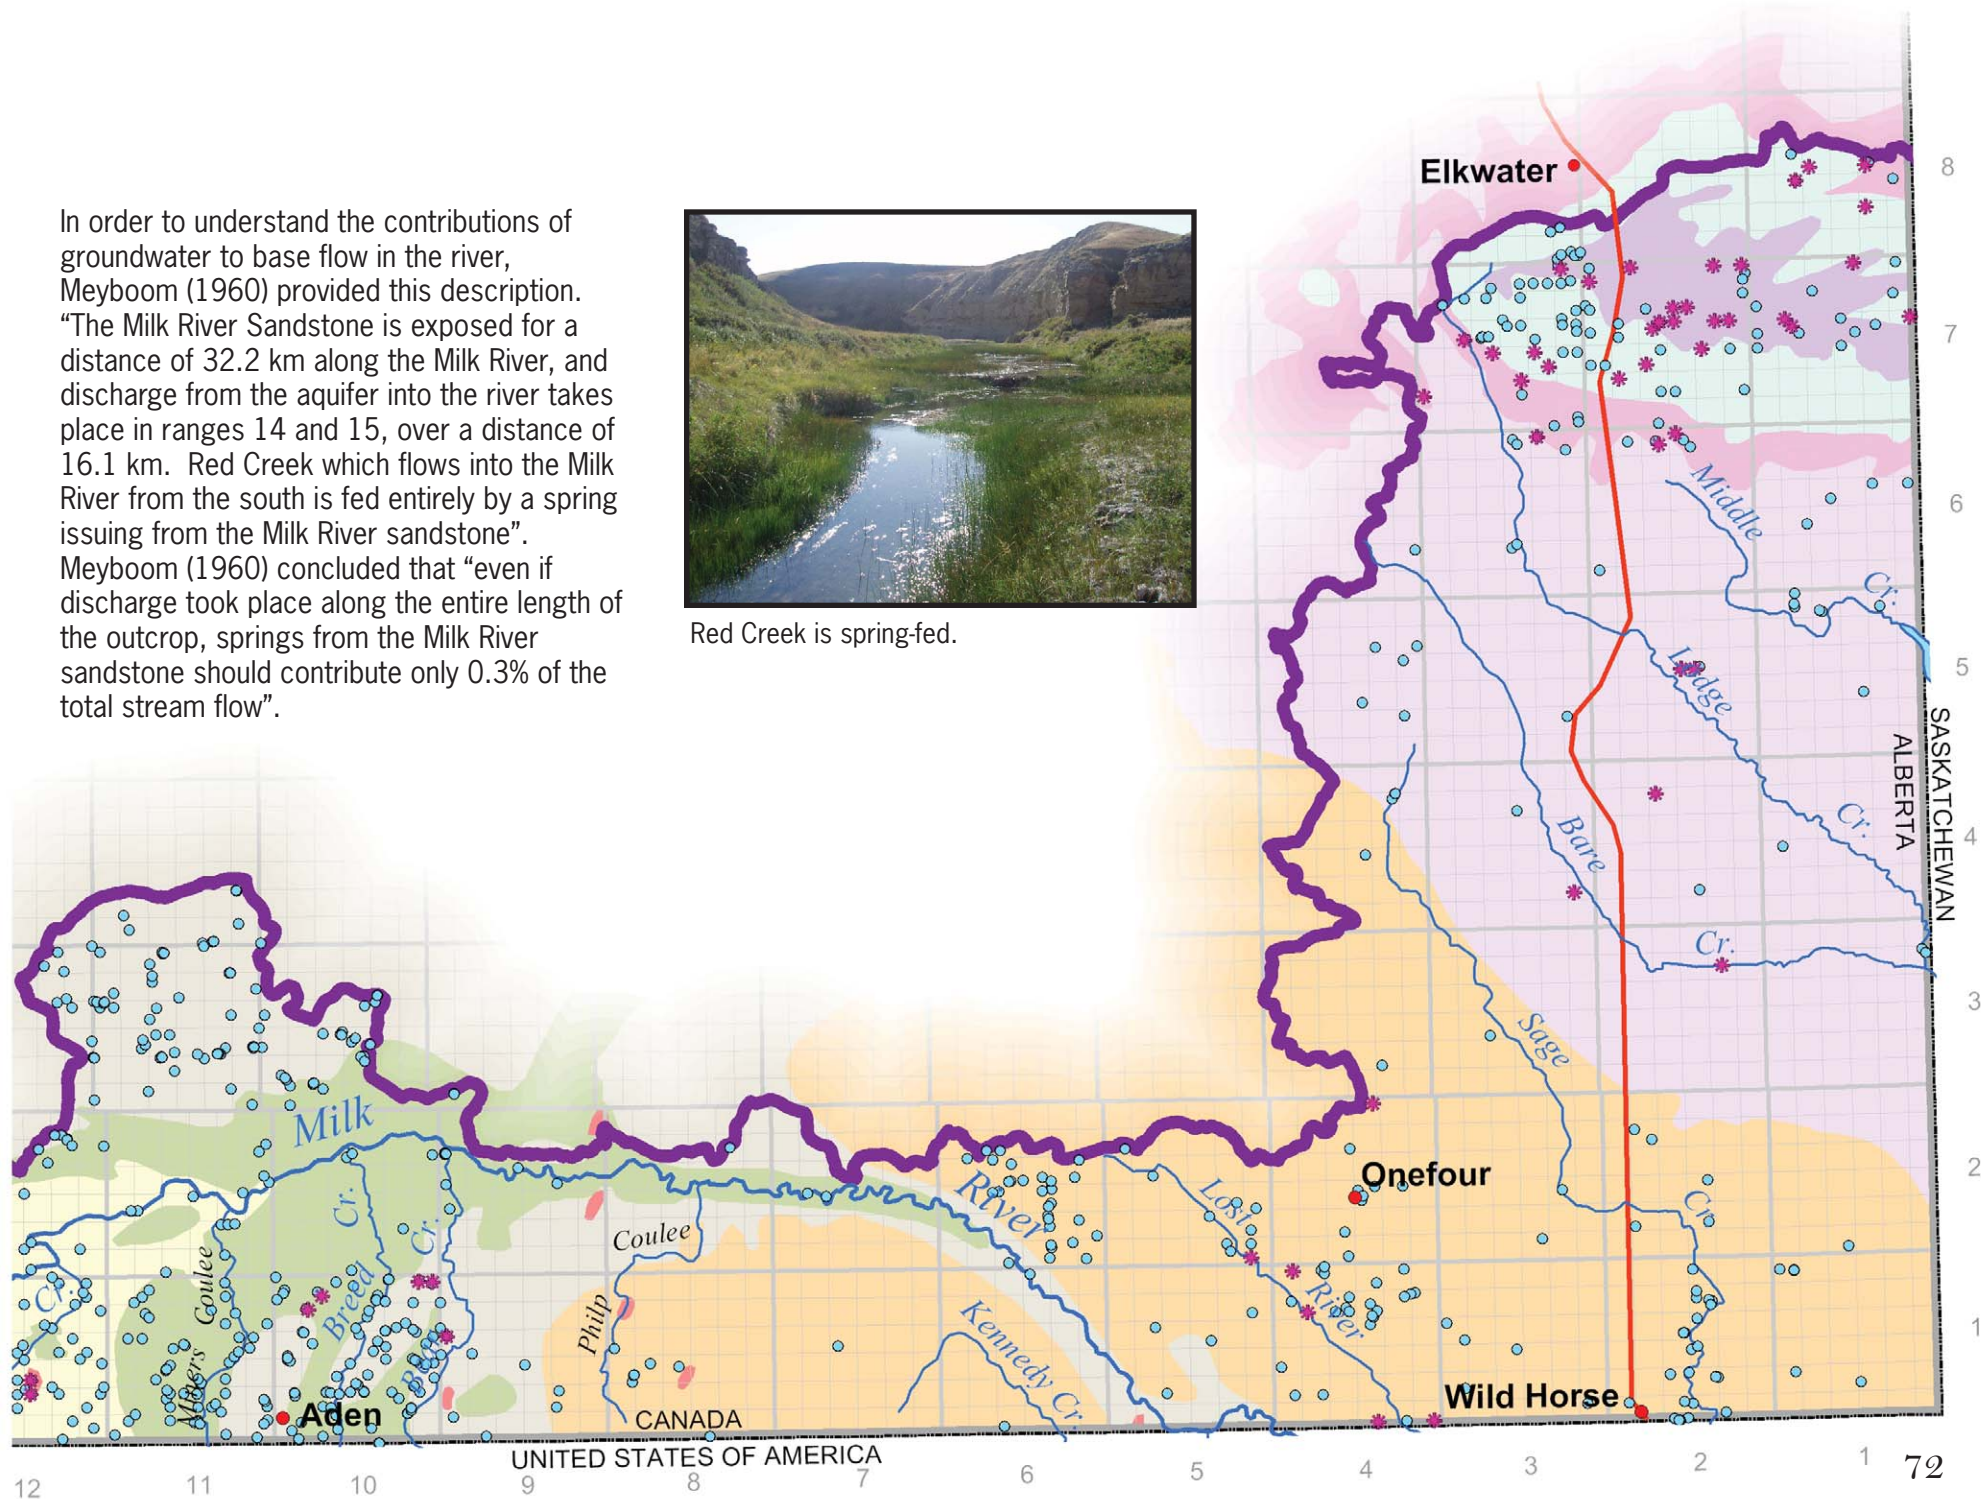 In order to understand the contributions of
groundwater to base flow in the river,
Meyboom (1960) provided this description.
“The Milk River Sandstone is exposed for a
distance of 32.2 km along the Milk River, and
discharge from the aquifer into the river takes
place in ranges 14 and 15, over a distance of
16.1 km.  Red Creek which flows into the Milk
River from the south is fed entirely by a spring
issuing from the Milk River sandstone”.
Meyboom (1960) concluded that “even if
discharge took place along the entire length of
the outcrop, springs from the Milk River
sandstone should contribute only 0.3% of the
total stream flow”.
Red Creek is spring-fed.
Elkwater
8
7
6
5
4
3
2
1
Middle
Cr.
Lodge
Cr.
SASKATCHEWAN
ALBERTA
Bare
Cr.
Sage
Cr.
Milk
River
Onefour
Lost
River
Coulee
Philp
Kennedy Cr.
Cr.
Miners
Coulee
Breed
Cr.
Bear
Cr.
Aden
Wild Horse
CANADA
UNITED STATES OF AMERICA
12
11
10
9
8
7
6
5
4
3
2
1
72